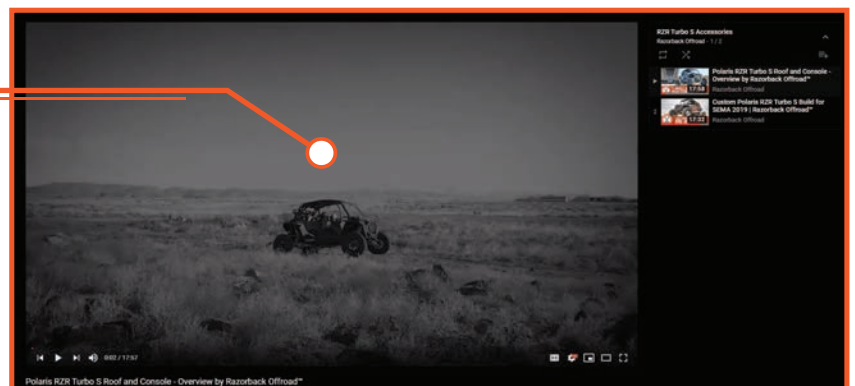 RZR Turbo S Accessories
Razorback Offroad - 1 / 2
Polaris RZR Turbo S Roof and Console -
Overview by Razorback Offroad™
Razorback Offroad
17:58
2
Custom Polaris RZR Turbo S Build for
SEMA 2019 | Razorback Offroad™
Razorback Offroad
17:32
0:02 / 17:57
Polaris RZR Turbo S Roof and Console - Overview by Razorback Offroad™